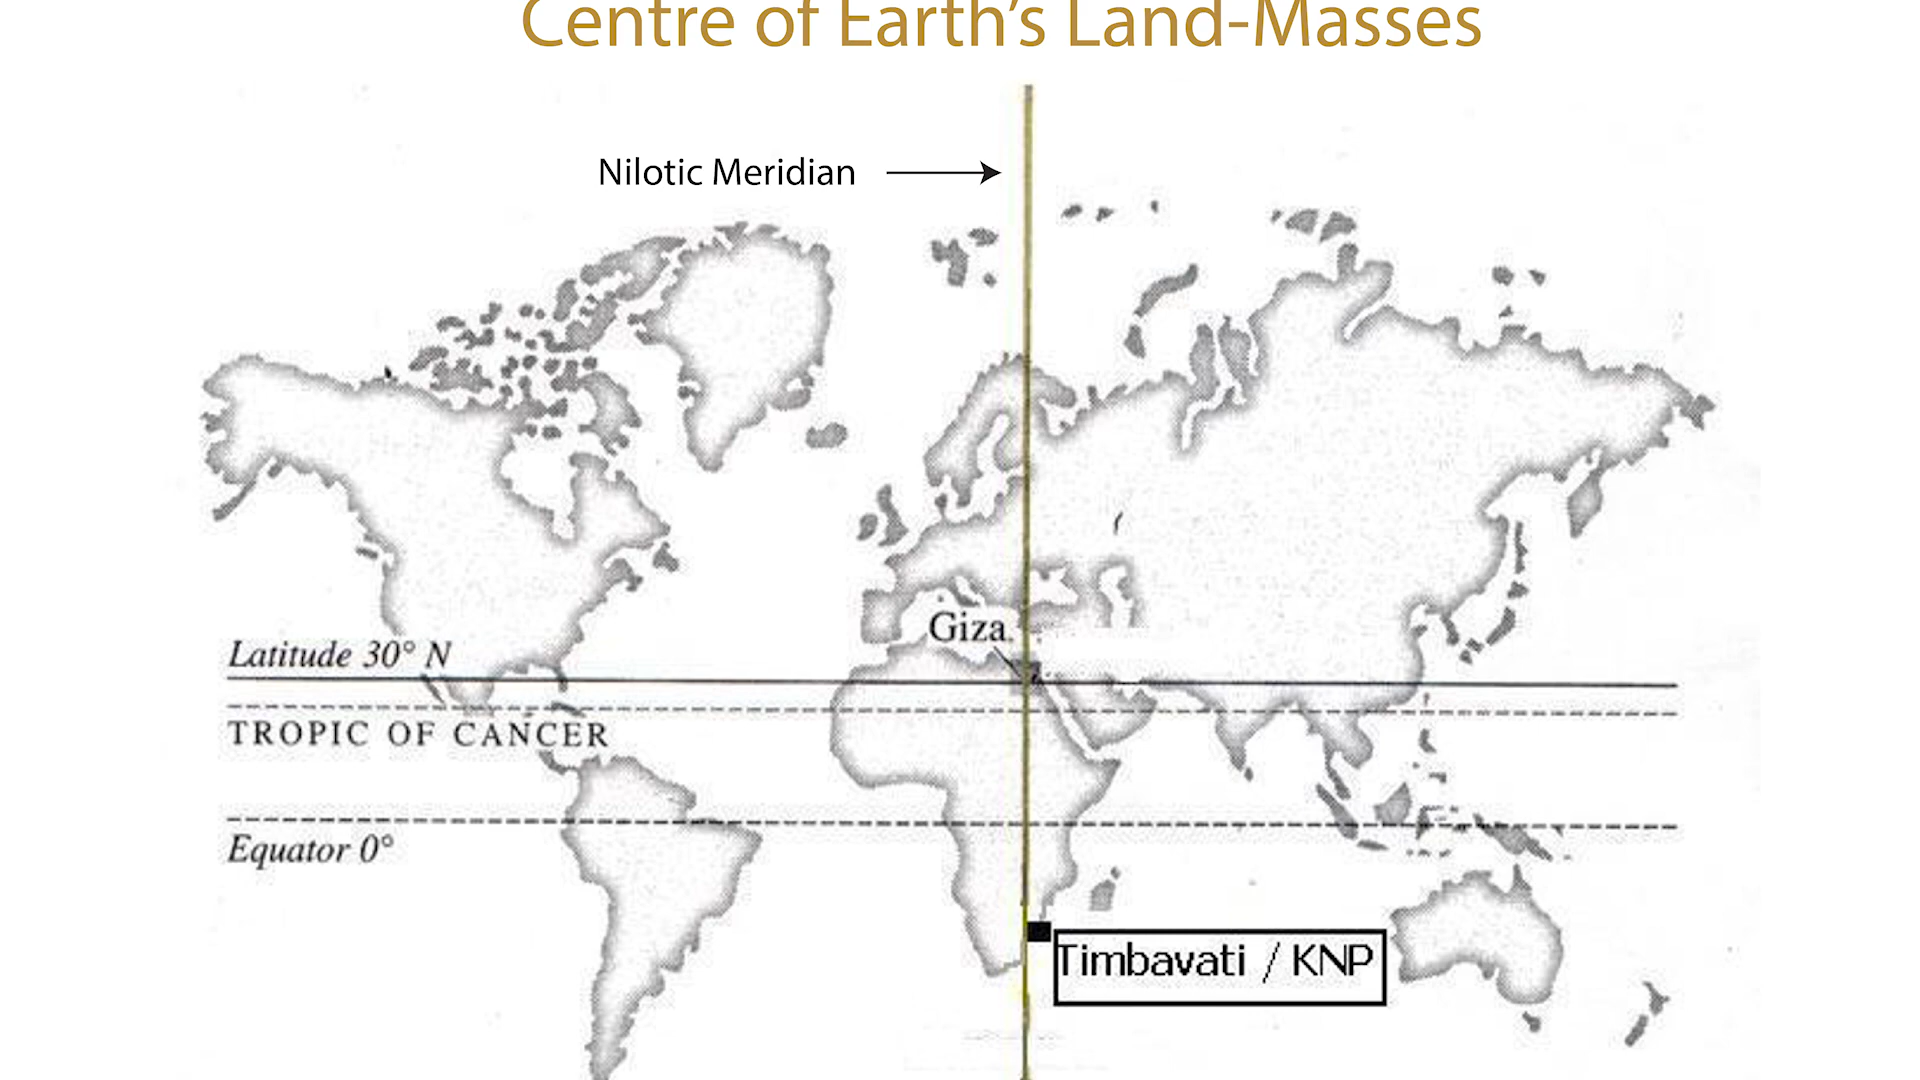 Centre of Earth's Land-Masses
Nilotic Meridian
Giza
Latitude 30° N
TROPIC OF CANCER
Equator 0°
Timbavati / KNP